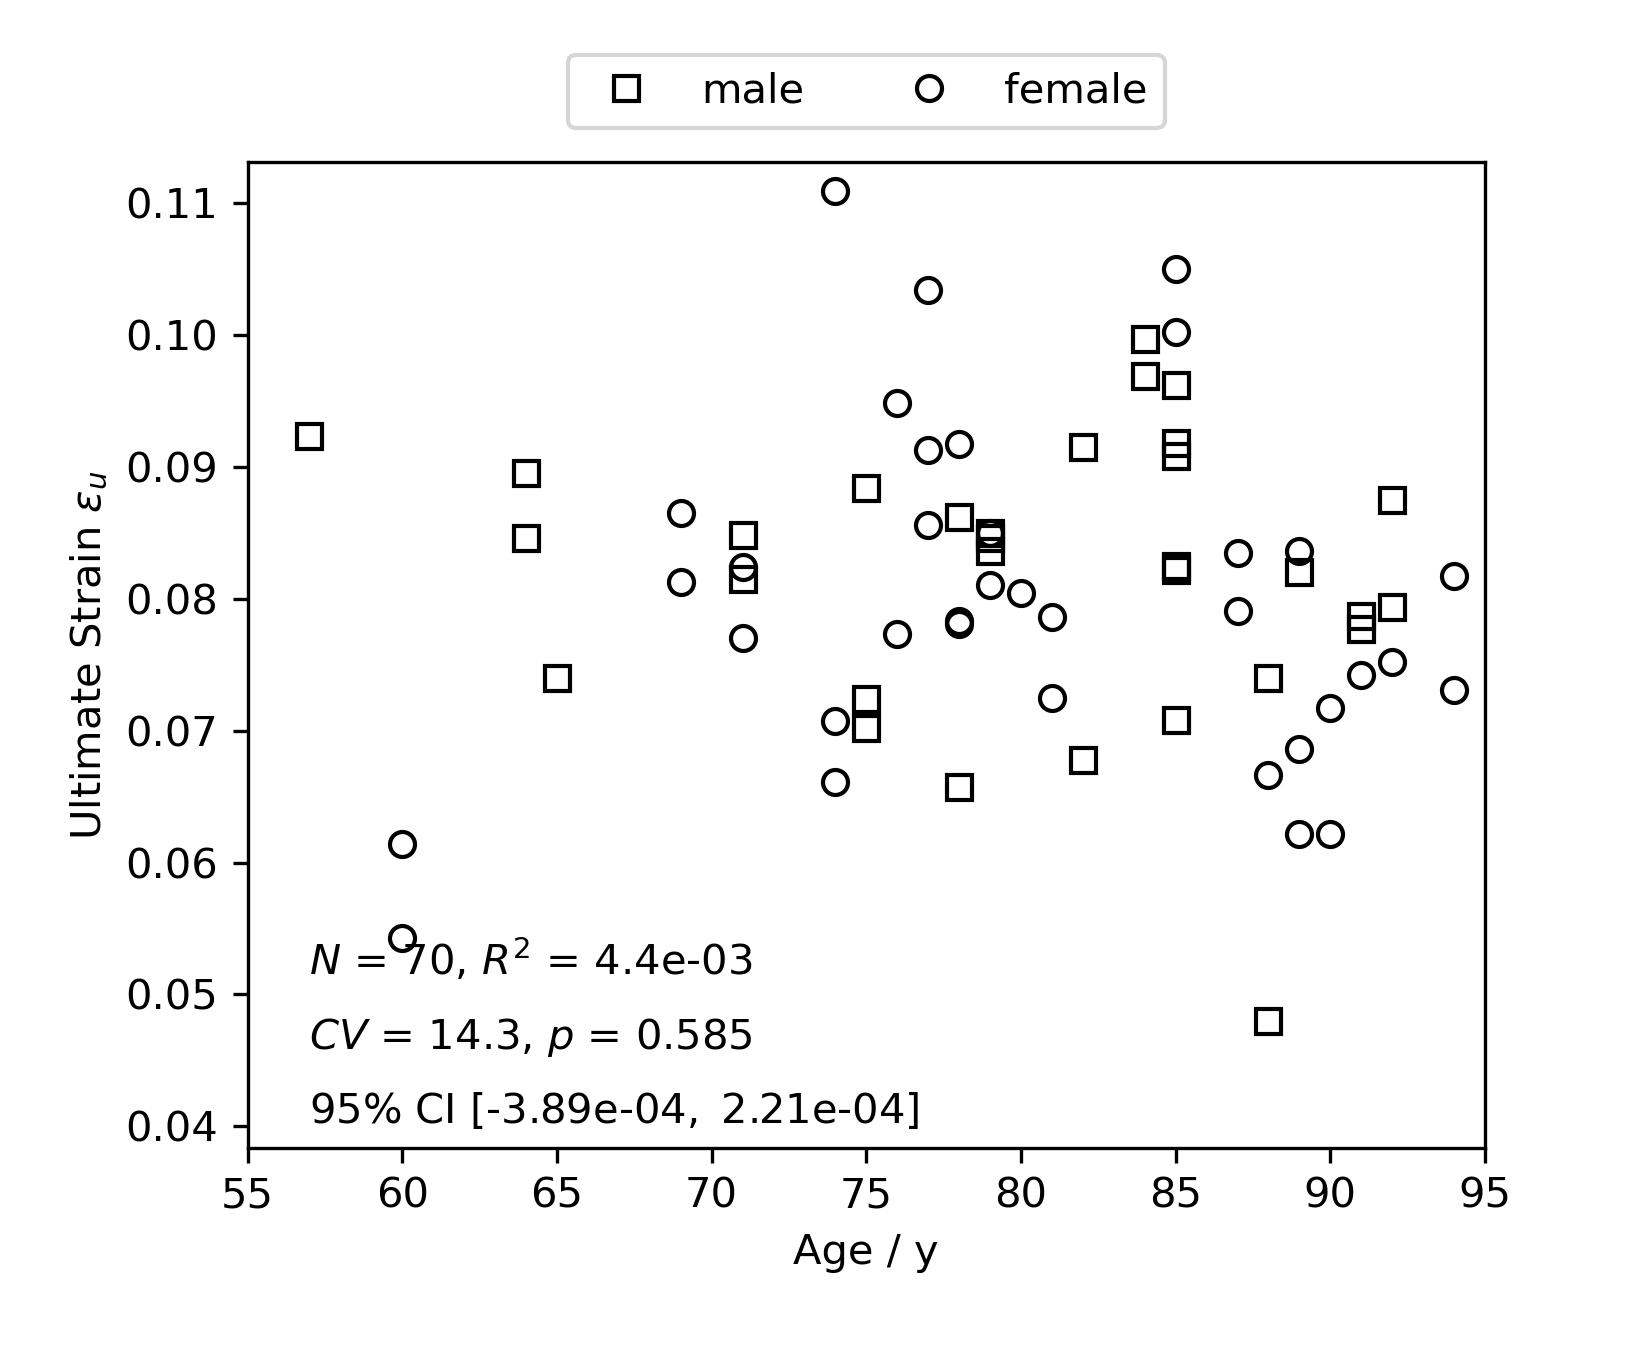 male female
0.11
0.10
0.09
0.08
0.07
0.06
0.05
0.04
Ultimate Strain εu
N = 70, R² = 4.4e-03
CV = 14.3, p = 0.585
95% CI [-3.89e-04, 2.21e-04]
55 60 65 70 75 80 85 90 95
Age / y